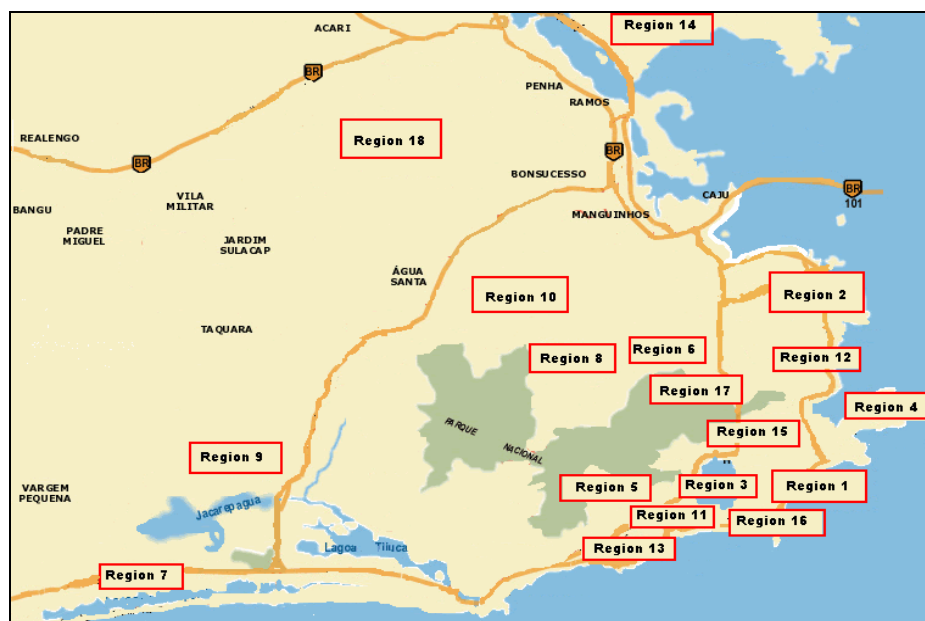 Region 14
ACARI
BR
PENHA
RAMOS
Region 18
REALENGO
BR
BR
BONSUCESSO
CAJU
BR
101
VILA
MILITAR
BANGU
MANGUINHOS
PADRE
MIGUEL
JARDIM
SULACAP
ÁGUA
SANTA
Region 10
Region 2
TAQUARA
Region 6
Region 8
Region 12
Region 17
Region 4
PARQUE
NACIONAL
Region 15
Region 9
Region 5
Region 3
Region 1
VARGEM
PEQUENA
Jacarepagua
Region 11
Region 16
Lagoa Tiiuca
Region 13
Region 7